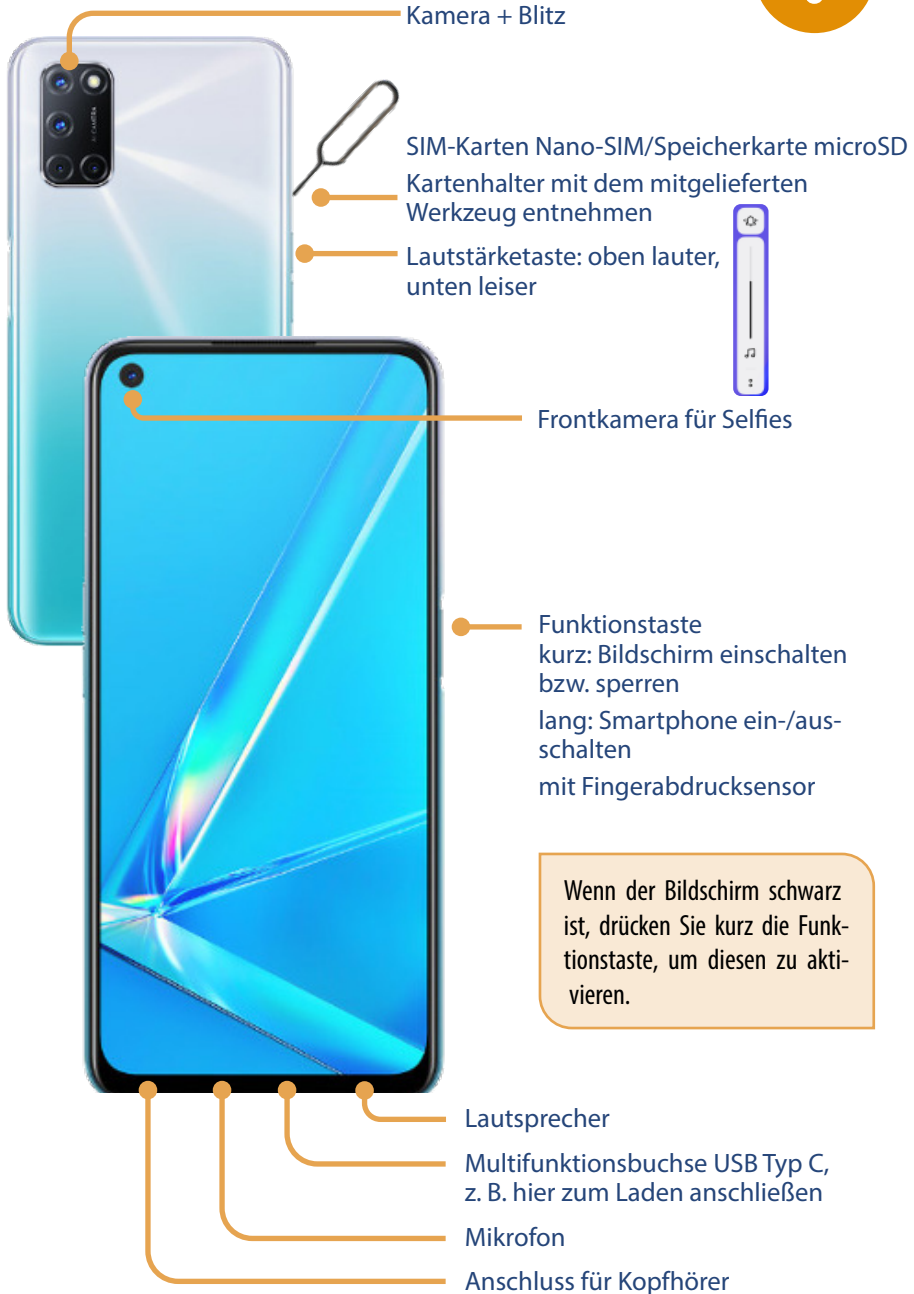 Kamera + Blitz
AI CAMERA
SIM-Karten Nano-SIM/Speicherkarte microSD
Kartenhalter mit dem mitgelieferten
Werkzeug entnehmen
Lautstärketaste: oben lauter,
unten leiser
Frontkamera für Selfies
Funktionstaste
kurz: Bildschirm einschalten
bzw. sperren
lang: Smartphone ein-/aus-
schalten
mit Fingerabdrucksensor
Wenn der Bildschirm schwarz
ist, drücken Sie kurz die Funk-
tionstaste, um diesen zu akti-
vieren.
Lautsprecher
Multifunktionsbuchse USB Typ C,
z. B. hier zum Laden anschließen
Mikrofon
Anschluss für Kopfhörer